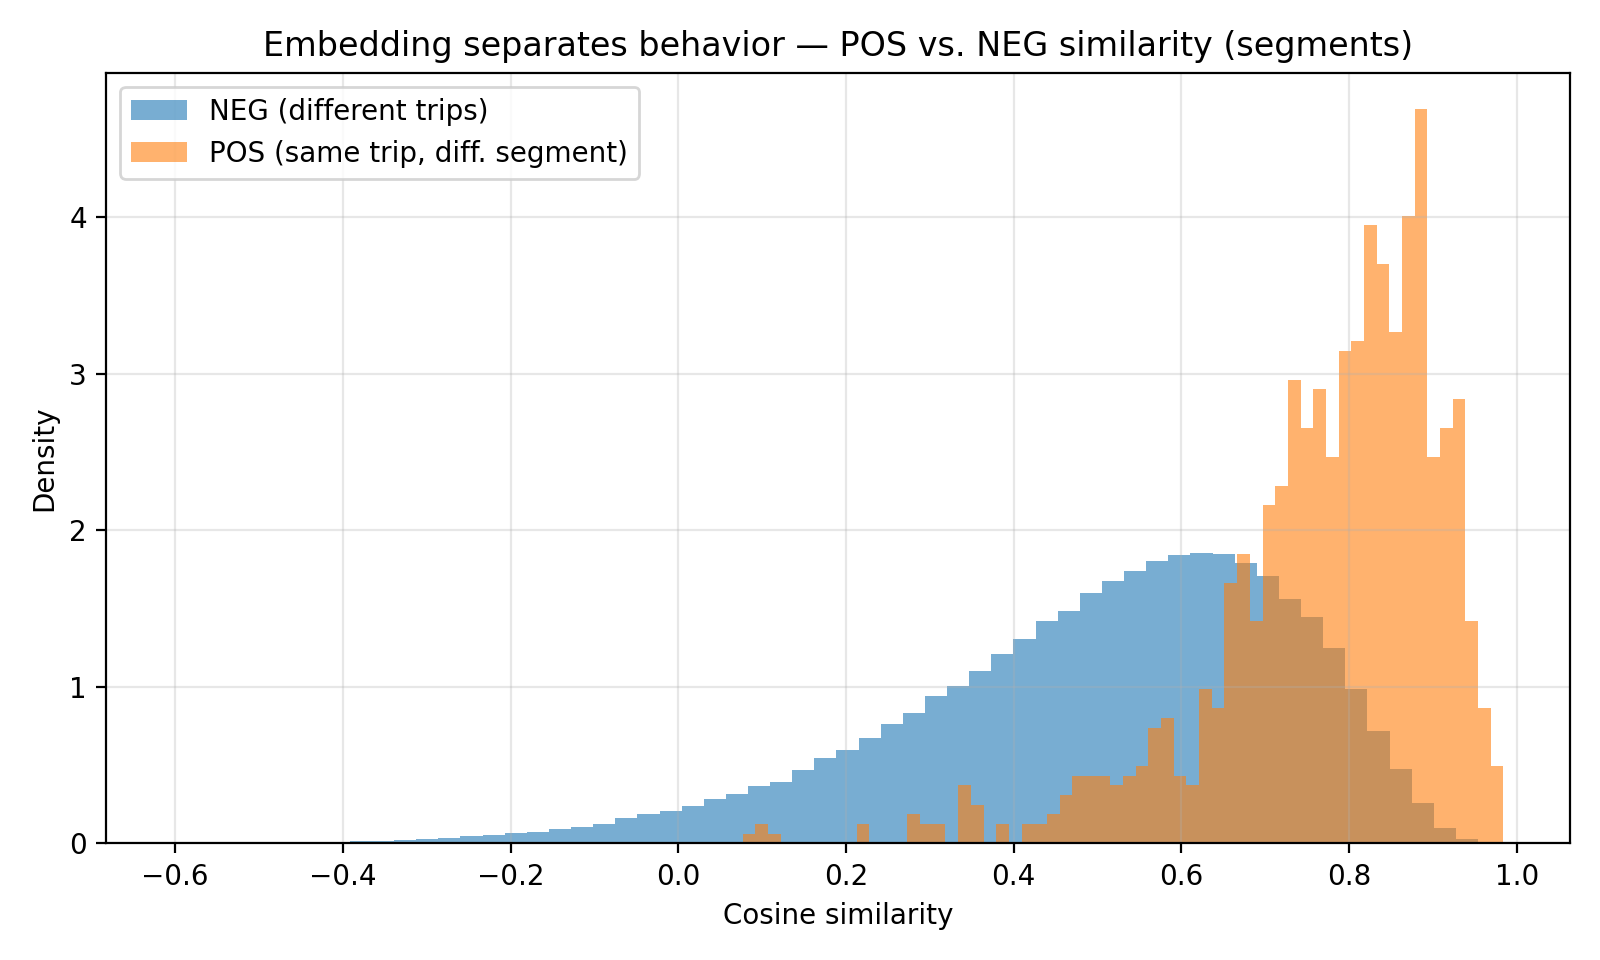 Embedding separates behavior — POS vs. NEG similarity (segments)
NEG (different trips)
POS (same trip, diff. segment)
4
3
2
1
0
Density
−0.6
−0.4
−0.2
0.0
0.2
0.4
0.6
0.8
1.0
Cosine similarity